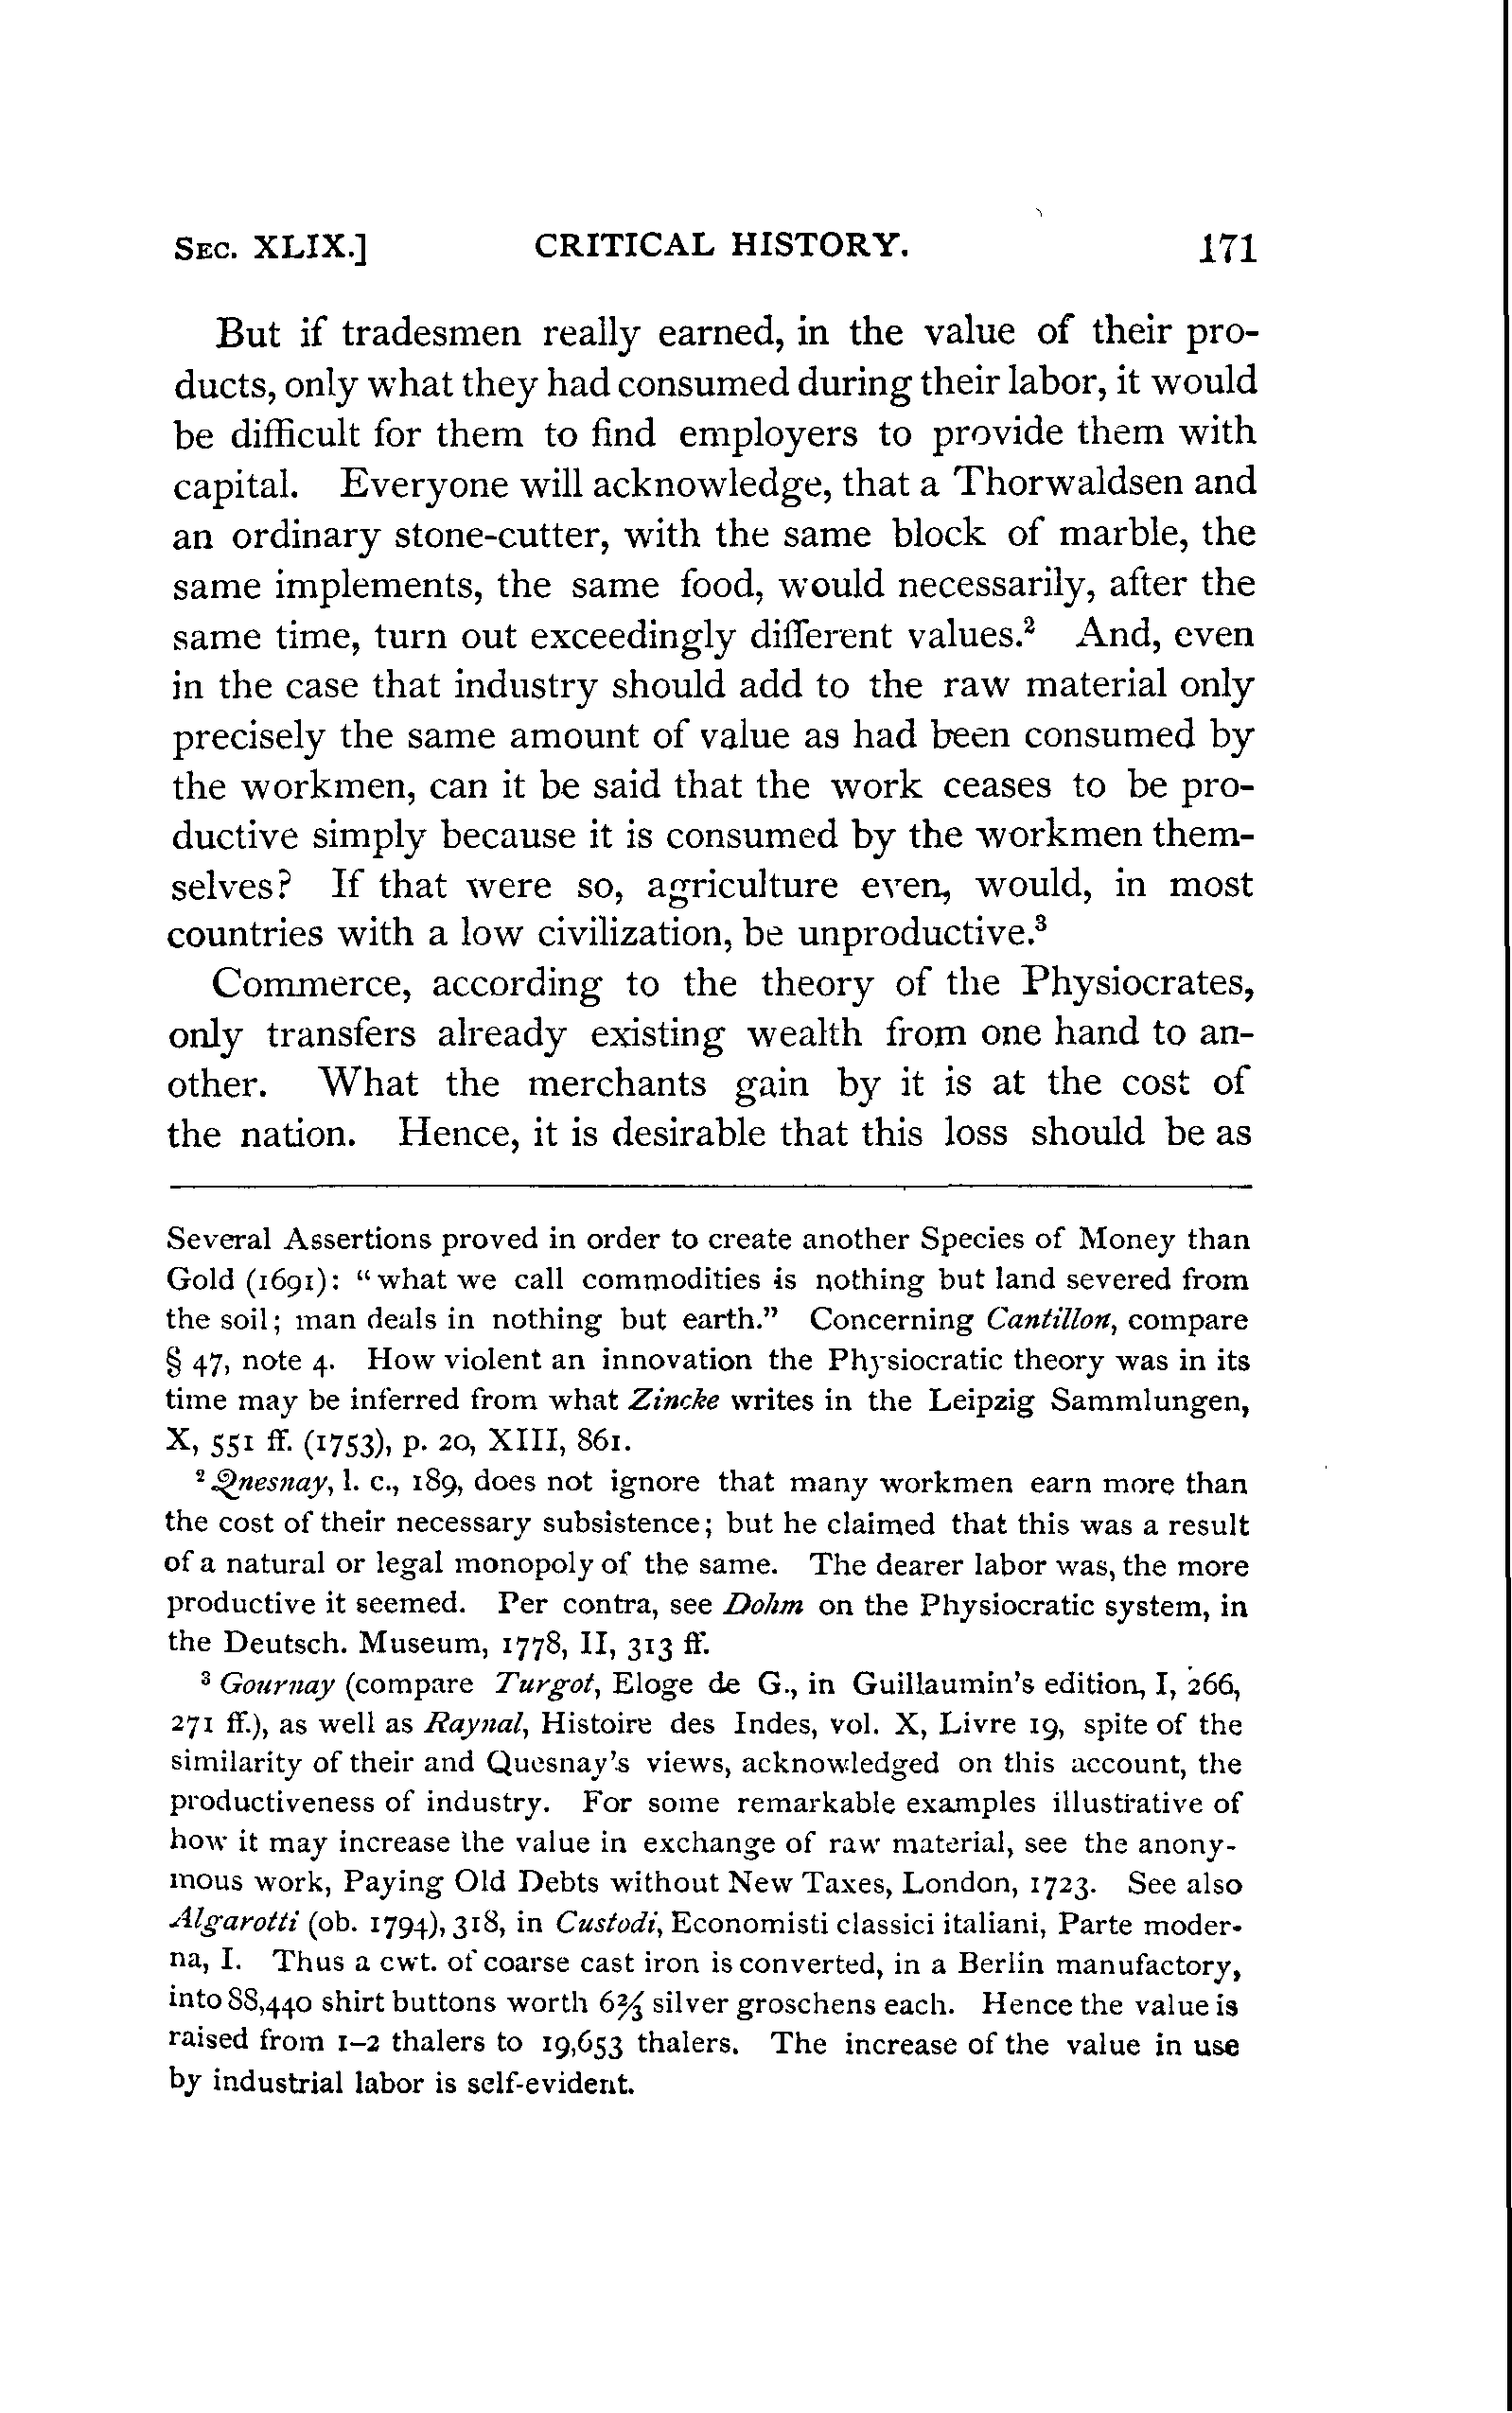 SEC. XLIX.] CRITICAL HISTORY. 171
But if tradesmen really earned, in the value of their pro-
ducts, only what they had consumed during their labor, it would
be difficult for them to find employers to provide them with
capital. Everyone will acknowledge, that a Thorwaldsen and
an ordinary stone-cutter, with the same block of marble, the
same implements, the same food, would necessarily, after the
same time, turn out exceedingly different values.² And, even
in the case that industry should add to the raw material only
precisely the same amount of value as had been consumed by
the workmen, can it be said that the work ceases to be pro-
ductive simply because it is consumed by the workmen them-
selves? If that were so, agriculture even, would, in most
countries with a low civilization, be unproductive.³
Commerce, according to the theory of the Physiocrates,
only transfers already existing wealth from one hand to an-
other. What the merchants gain by it is at the cost of
the nation. Hence, it is desirable that this loss should be as
Several Assertions proved in order to create another Species of Money than
Gold (1691): "what we call commodities is nothing but land severed from
the soil; man deals in nothing but earth." Concerning Cantillon, compare
§ 47, note 4. How violent an innovation the Physiocratic theory was in its
time may be inferred from what Zincke writes in the Leipzig Sammlungen,
X, 551 ff. (1753), p. 20, XIII, 861.
² Qnesnay, l. c., 189, does not ignore that many workmen earn more than
the cost of their necessary subsistence; but he claimed that this was a result
of a natural or legal monopoly of the same. The dearer labor was, the more
productive it seemed. Per contra, see Dohm on the Physiocratic system, in
the Deutsch. Museum, 1778, II, 313 ff.
³ Gournay (compare Turgot, Eloge de G., in Guillaumin's edition, I, 266,
271 ff.), as well as Raynal, Histoire des Indes, vol. X, Livre 19, spite of the
similarity of their and Quesnay's views, acknowledged on this account, the
productiveness of industry. For some remarkable examples illustrative of
how it may increase the value in exchange of raw material, see the anony-
mous work, Paying Old Debts without New Taxes, London, 1723. See also
Algarotti (ob. 1794), 318, in Custodi, Economisti classici italiani, Parte moder-
na, I. Thus a cwt. of coarse cast iron is converted, in a Berlin manufactory,
into 88,440 shirt buttons worth 6⅔ silver groschens each. Hence the value is
raised from 1-2 thalers to 19,653 thalers. The increase of the value in use
by industrial labor is self-evident.